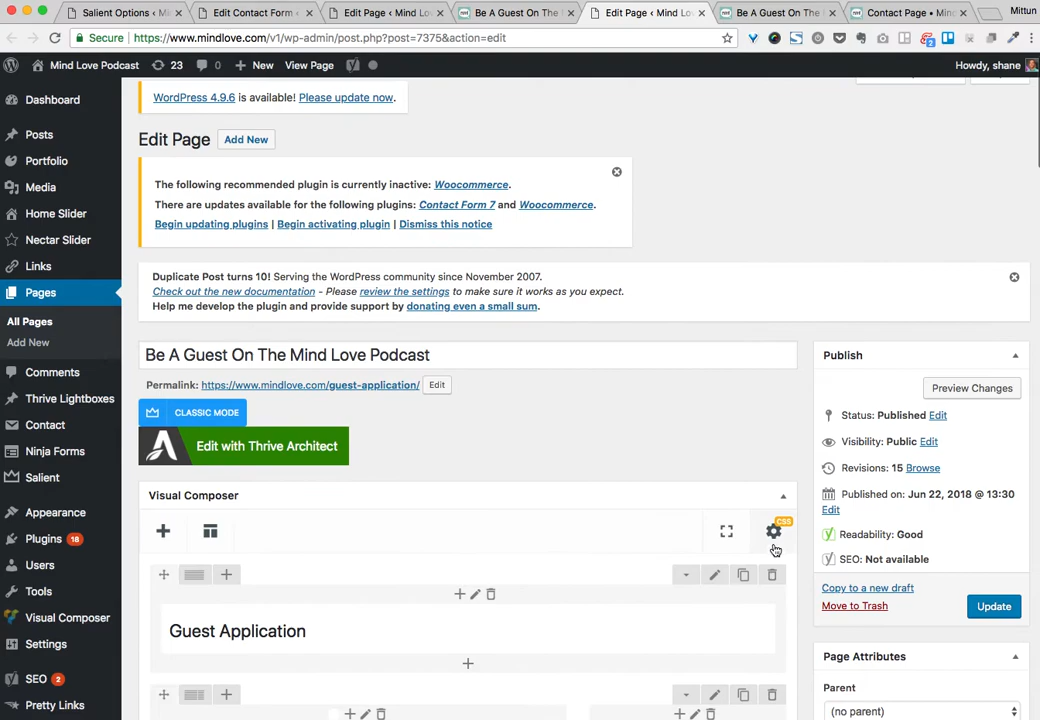 Salient Options < Mi
Edit Contact Form
Edit Page < Mind Lov
Be A Guest On The
Edit Page < Mind Lov
Be A Guest On The
Contact Page • Mind
Mittun
Secure
https://www.mindlove.com/v1/wp-admin/post.php?post=7375&action=edit
Mind Love Podcast
23
0
New
View Page
Howdy, shane
Dashboard
Posts
Portfolio
Media
Home Slider
Nectar Slider
Links
Pages
All Pages
Add New
Comments
Thrive Lightboxes
Contact
Ninja Forms
Salient
Appearance
Plugins 18
Users
Tools
Visual Composer
Settings
SEO 2
Pretty Links
WordPress 4.9.6 is available! Please update now.
Edit Page
Add New
The following recommended plugin is currently inactive: Woocommerce.
There are updates available for the following plugins: Contact Form 7 and Woocommerce.
Begin updating plugins | Begin activating plugin | Dismiss this notice
Duplicate Post turns 10! Serving the WordPress community since November 2007.
Check out the new documentation - Please review the settings to make sure it works as you expect.
Help me develop the plugin and provide support by donating even a small sum.
Be A Guest On The Mind Love Podcast
Permalink: https://www.mindlove.com/guest-application/ Edit
CLASSIC MODE
Edit with Thrive Architect
Visual Composer
CSS
Guest Application
Publish
Preview Changes
Status: Published Edit
Visibility: Public Edit
Revisions: 15 Browse
Published on: Jun 22, 2018 @ 13:30
Edit
Readability: Good
SEO: Not available
Copy to a new draft
Move to Trash
Update
Page Attributes
Parent
(no parent)